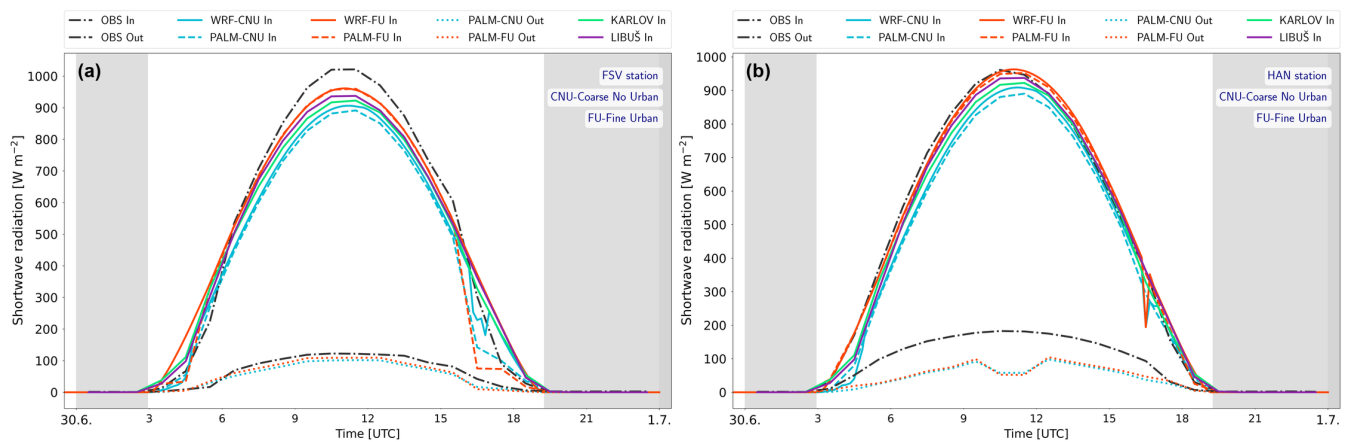 OBS In WRF-CNU In WRF-FU In PALM-CNU Out KARLOV In
OBS Out PALM-CNU In PALM-FU In PALM-FU Out LIBUŠ In
(a)
FSV station
CNU-Coarse No Urban
FU-Fine Urban
Shortwave radiation [W m−2]
1000
900
800
700
600
500
400
300
200
100
0
30.6. 3 6 9 12 15 18 1.7.
Time [UTC]
OBS In WRF-CNU In WRF-FU In PALM-CNU Out KARLOV In
OBS Out PALM-CNU In PALM-FU In PALM-FU Out LIBUŠ In
(b)
HAN station
CNU-Coarse No Urban
FU-Fine Urban
Shortwave radiation [W m−2]
1000
900
800
700
600
500
400
300
200
100
0
30.6. 3 6 9 12 15 18 21 1.7.
Time [UTC]